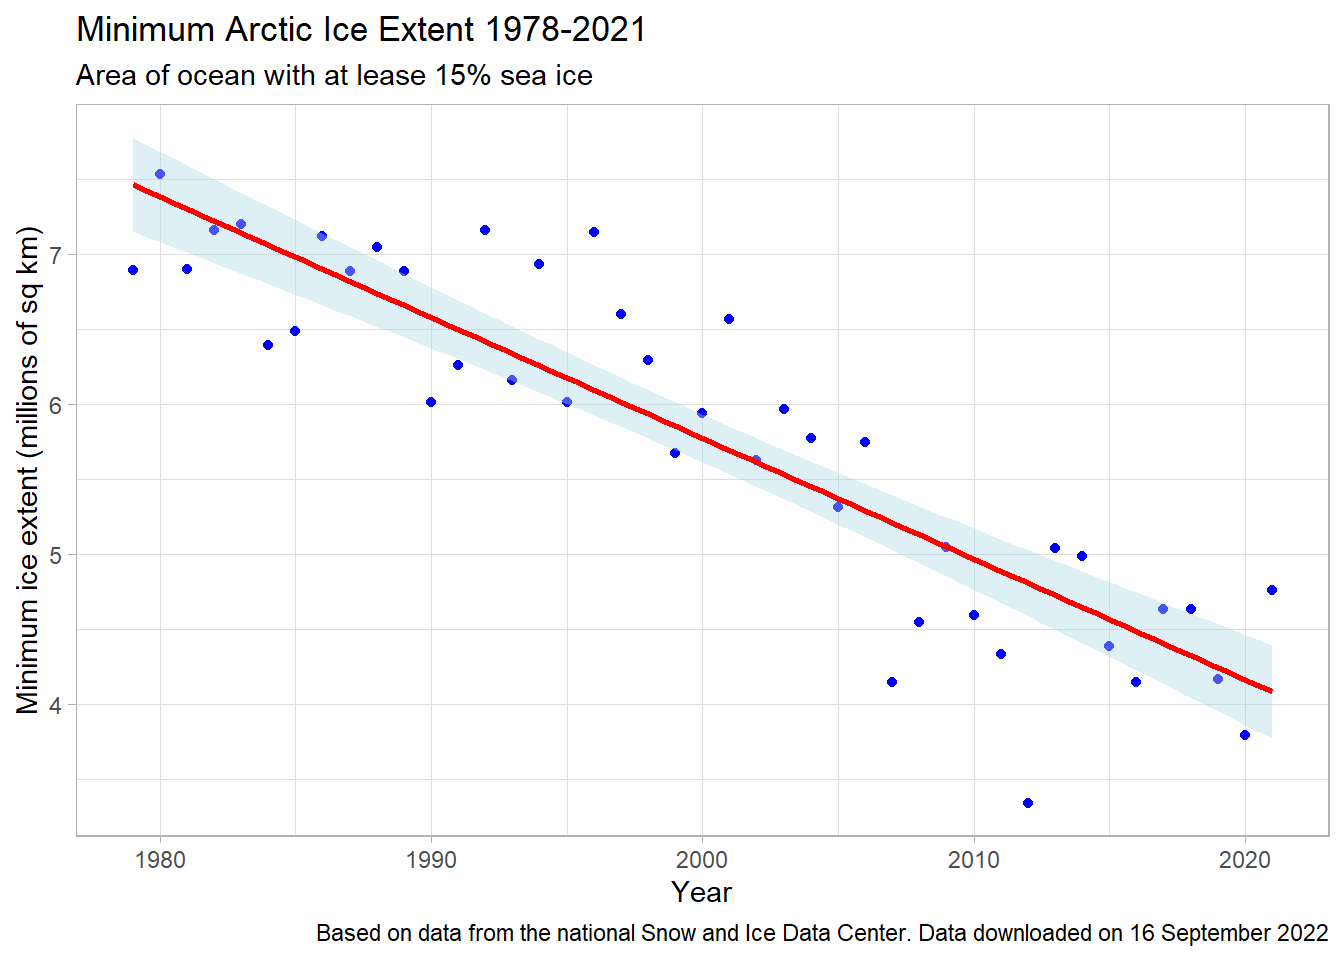 Minimum Arctic Ice Extent 1978-2021
Area of ocean with at lease 15% sea ice
Minimum ice extent (millions of sq km)
7
6
5
4
1980 1990 2000 2010 2020
Year
Based on data from the national Snow and Ice Data Center. Data downloaded on 16 September 2022